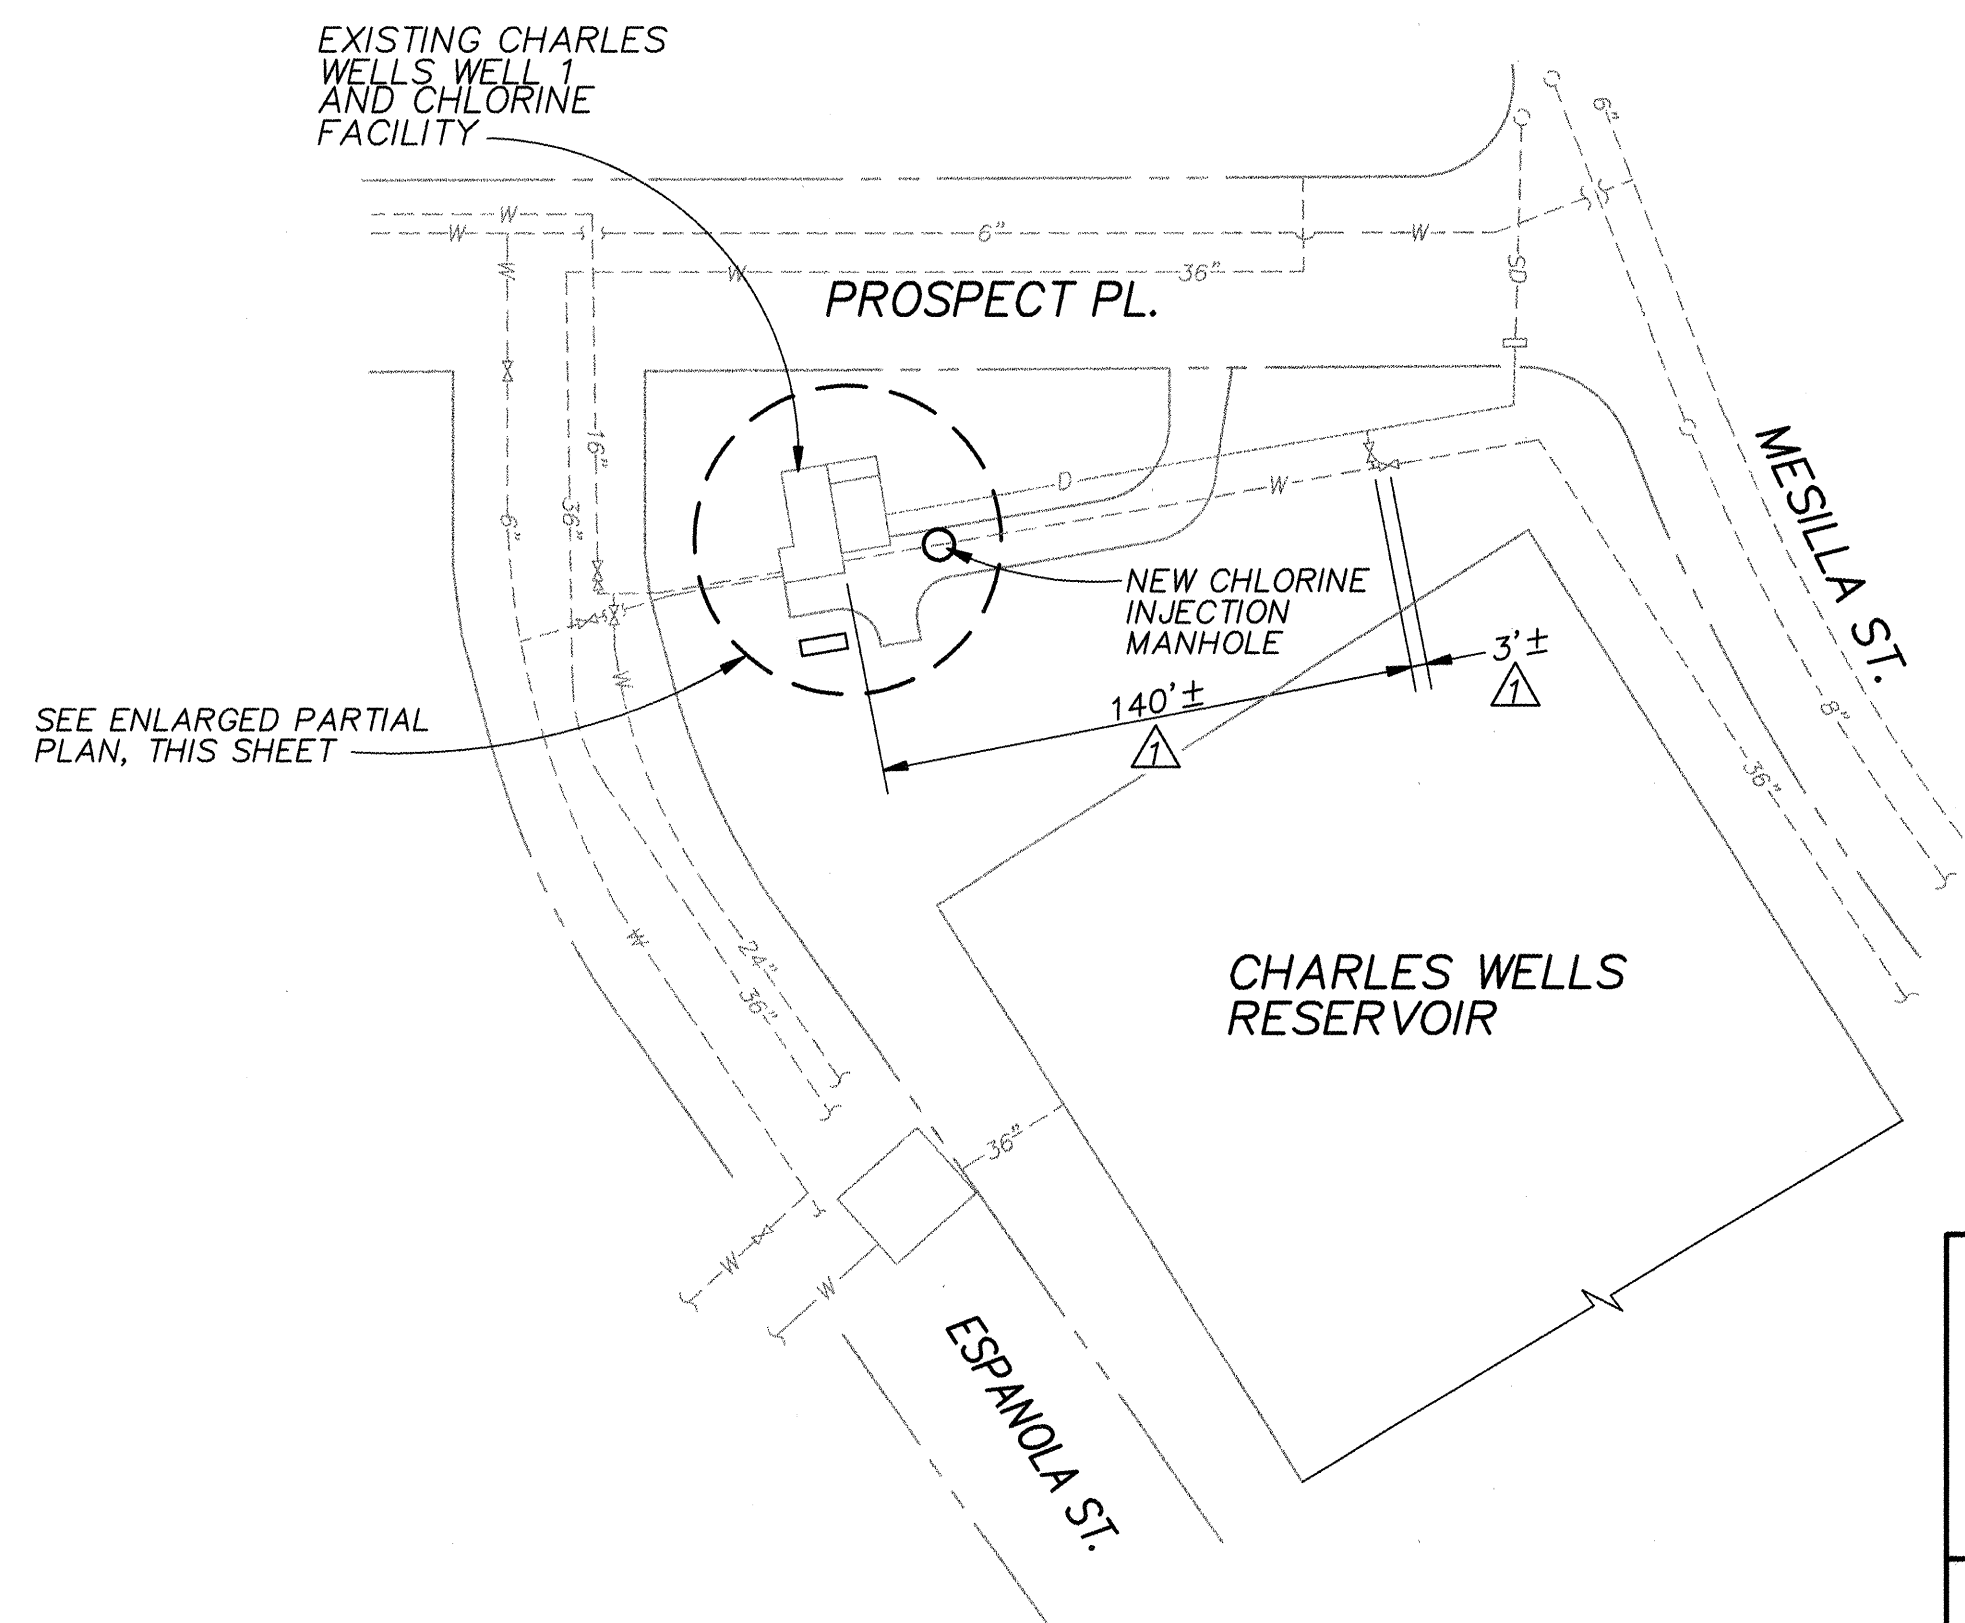 EXISTING CHARLES
WELLS WELL 1
AND CHLORINE
FACILITY
6"
W
W
6"
W
W
W
36"
SD
PROSPECT PL.
16"
36"
6"
D
W
MESILLA ST.
NEW CHLORINE
INJECTION
MANHOLE
3'±
1
140'±
1
W
SEE ENLARGED PARTIAL
PLAN, THIS SHEET
8"
36"
W
24"
36"
CHARLES WELLS
RESERVOIR
36"
W
W
ESPANOLA ST.